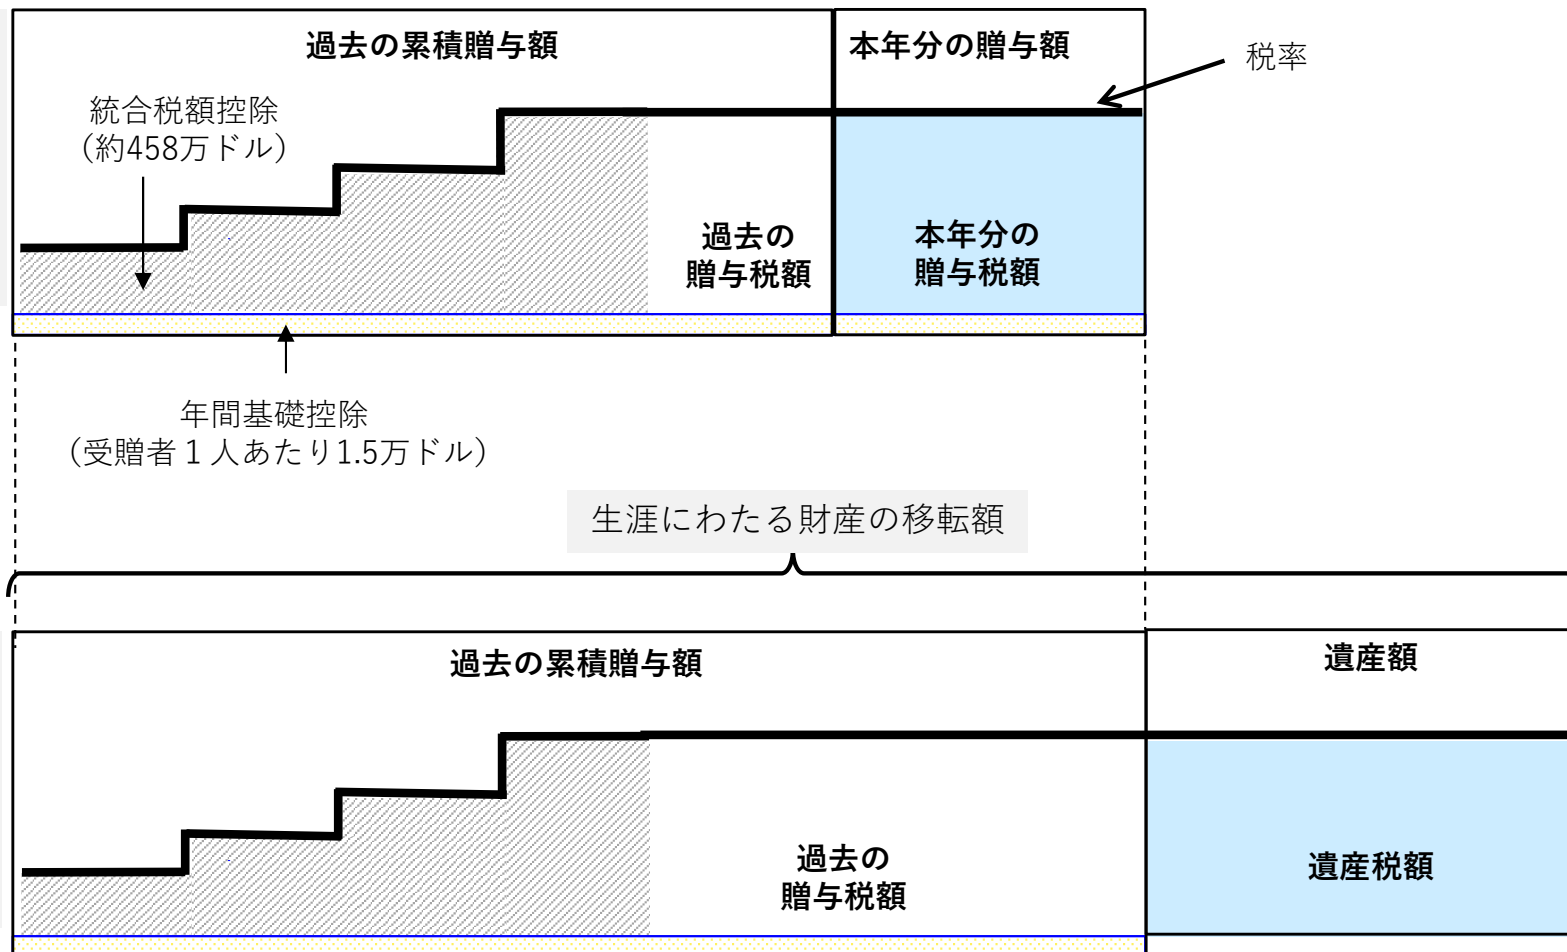 過去の累積贈与額
本年分の贈与額
税率
統合税額控除
（約458万ドル）
過去の
贈与税額
本年分の
贈与税額
年間基礎控除
（受贈者１人あたり1.5万ドル）
生涯にわたる財産の移転額
過去の累積贈与額
遺産額
過去の
贈与税額
遺産税額